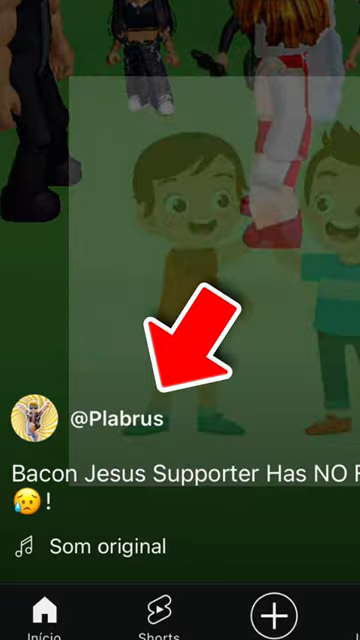 @Plabrus
Bacon Jesus Supporter Has NO
😥!
Som original
Início
Shorts